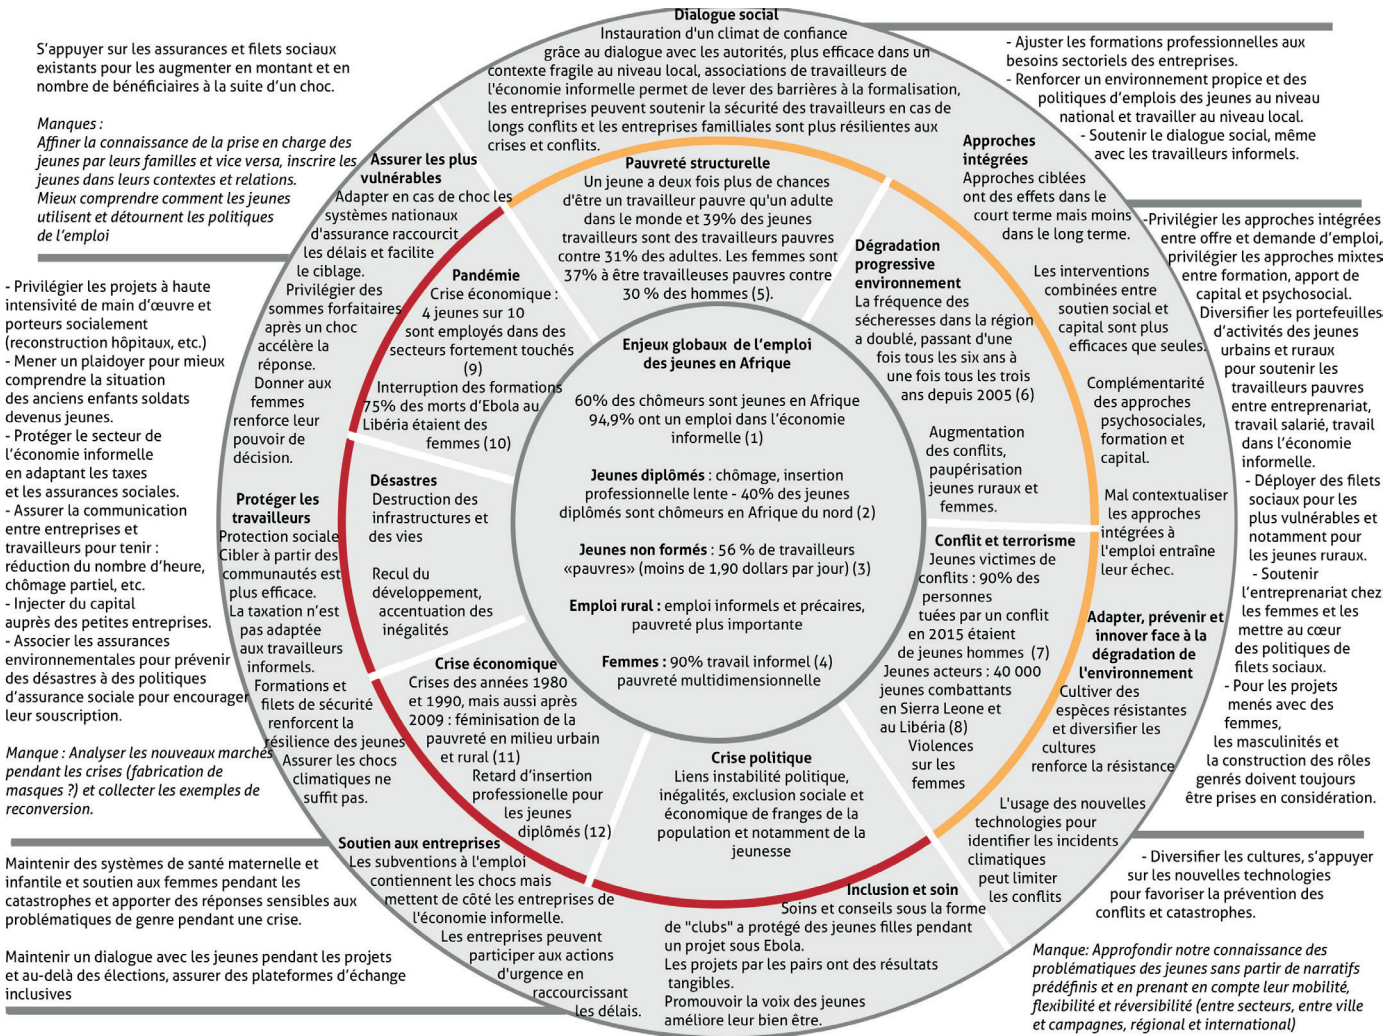 Dialogue social
Instauration d'un climat de confiance
grâce au dialogue avec les autorités, plus efficace dans un
contexte fragile au niveau local, associations de travailleurs de
l'économie informelle permet de lever des barrières à la formalisation,
les entreprises peuvent soutenir la sécurité des travailleurs en cas de
longs conflits et les entreprises familliales sont plus résilientes aux
crises et conflits.
S'appuyer sur les assurances et filets sociaux
existants pour les augmenter en montant et en
nombre de bénéficiaires à la suite d'un choc.
Manques :
Affiner la connaissance de la prise en charge des
jeunes par leurs familles et vice versa, inscrire les
jeunes dans leurs contextes et relations.
Mieux comprendre comment les jeunes
utilisent et détournent les politiques
de l'emploi
- Privilégier les projets à haute
intensivité de main d'œuvre et
porteurs socialement
(reconstruction hôpitaux, etc.)
- Mener un plaidoyer pour mieux
comprendre la situation
des anciens enfants soldats
devenus jeunes.
- Protéger le secteur de
l'économie informelle
en adaptant les taxes
et les assurances sociales.
- Assurer la communication
entre entreprises et
travailleurs pour tenir :
réduction du nombre d'heure,
chômage partiel, etc.
- Injecter du capital
auprès des petites entreprises.
- Associer les assurances
environnementales pour prévenir
des désastres à des politiques
d'assurance sociale pour encourager
leur souscription.
Manque : Analyser les nouveaux marchés
pendant les crises (fabrication de
masques ?) et collecter les exemples de
reconversion.
Maintenir des systèmes de santé maternelle et
infantile et soutien aux femmes pendant les
catastrophes et apporter des réponses sensibles aux
problématiques de genre pendant une crise.
Maintenir un dialogue avec les jeunes pendant les projets
et au-delà des élections, assurer des plateformes d'échange
inclusives
Assurer les plus
vulnérables
Adapter en cas de choc les
systèmes nationaux
d'assurance raccourcit
les délais et facilite
le ciblage.
Privilégier des
sommes forfaitaires
après un choc
accélère la
réponse.
Donner aux
femmes
renforce leur
pouvoir de
décision.
Protéger les
travailleurs
Protection sociale
Cibler à partir des
communautés est
plus efficace.
La taxation n'est
pas adaptée
aux travailleurs
informels.
Formations et
filets de sécurité
renforcent la
résilience des jeunes
Assurer les chocs
climatiques ne
suffit pas.
Soutien aux entreprises
Les subventions à l'emploi
contiennent les chocs mais
mettent de côté les entreprises de
l'économie informelle.
Les entreprises peuvent
participer aux actions
d'urgence en
raccourcissant
les délais.
Pandémie
Crise économique :
4 jeunes sur 10
sont employés dans des
secteurs fortement touchés
(9)
Interruption des formations
75% des morts d'Ebola au
Libéria étaient des
femmes (10)
Désastres
Destruction des
infrastructures et
des vies
Recul du
développement,
accentuation des
inégalités
Crise économique
Crises des années 1980
et 1990, mais aussi après
2009 : féminisation de la
pauvreté en milieu urbain
et rural (11)
Retard d'insertion
professionelle pour
les jeunes
diplômés (12)
Pauvreté structurelle
Un jeune a deux fois plus de chances
d'être un travailleur pauvre qu'un adulte
dans le monde et 39% des jeunes
travailleurs sont des travailleurs pauvres
contre 31% des adultes. Les femmes sont
37% à être travailleuses pauvres contre
30 % des hommes (5).
Enjeux globaux de l'emploi
des jeunes en Afrique
60% des chômeurs sont jeunes en Afrique
94,9% ont un emploi dans l'économie
informelle (1)
Jeunes diplômés : chômage, insertion
professionnelle lente - 40% des jeunes
diplômés sont chômeurs en Afrique du nord (2)
Jeunes non formés : 56 % de travailleurs
«pauvres» (moins de 1,90 dollars par jour) (3)
Emploi rural : emploi informels et précaires,
pauvreté plus importante
Femmes : 90% travail informel (4)
pauvreté multidimensionnelle
Crise politique
Liens instabilité politique,
inégalités, exclusion sociale et
économique de franges de la
population et notamment de la
jeunesse
Inclusion et soin
Soins et conseils sous la forme
de "clubs" a protégé des jeunes filles pendant
un projet sous Ebola.
Les projets par les pairs ont des résultats
tangibles.
Promouvoir la voix des jeunes
améliore leur bien être.
Dégradation
progressive
environnement
La fréquence des
sécheresses dans la région
a doublé, passant d'une
fois tous les six ans à
une fois tous les trois
ans depuis 2005 (6)
Augmentation
des conflits,
paupérisation
jeunes ruraux et
femmes.
Conflit et terrorisme
Jeunes victimes de
conflits : 90% des
personnes
tuées par un conflit
en 2015 étaient
de jeunes hommes (7)
Jeunes acteurs : 40 000
jeunes combattants
en Sierra Leone et
au Libéria (8)
Violences
sur les
femmes
Approches
intégrées
Approches ciblées
ont des effets dans le
court terme mais moins
dans le long terme.
Les interventions
combinées entre
soutien social et
capital sont plus
efficaces que seules.
Complémentarité
des approches
psychosociales,
formation et
capital.
Mal contextualiser
les approches
intégrées à
l'emploi entraîne
leur échec.
Adapter, prévenir et
innover face à la
dégradation de
l'environnement
Cultiver des
espèces résistantes
et diversifier les
cultures
renforce la résistance
L'usage des nouvelles
technologies pour
identifier les incidents
climatiques
peut limiter
les conflits
- Ajuster les formations professionnelles aux
besoins sectoriels des entreprises.
- Renforcer un environnement propice et des
politiques d'emplois des jeunes au niveau
national et travailler au niveau local.
- Soutenir le dialogue social, même
avec les travailleurs informels.
-Privilégier les approches intégrées
entre offre et demande d'emploi,
privilégier les approches mixtes
entre formation, apport de
capital et psychosocial.
Diversifier les portefeuilles
d'activités des jeunes
urbains et ruraux
pour soutenir les
travailleurs pauvres
entre entreprenariat,
travail salarié, travail
dans l'économie
informelle.
- Déployer des filets
sociaux pour les
plus vulnérables et
notamment pour
les jeunes ruraux.
- Soutenir
l'entreprenariat chez
les femmes et les
mettre au cœur
des politiques de
filets sociaux.
- Pour les projets
menés avec des
femmes,
les masculinités et
la construction des rôles
genrés doivent toujours
être prises en considération.
- Diversifier les cultures, s'appuyer
sur les nouvelles technologies
pour favoriser la prévention des
conflits et catastrophes.
Manque: Approfondir notre connaissance des
problématiques des jeunes sans partir de narratifs
prédéfinis et en prenant en compte leur mobilité,
flexibilité et réversibilité (entre secteurs, entre ville
et campagnes, régional et international)